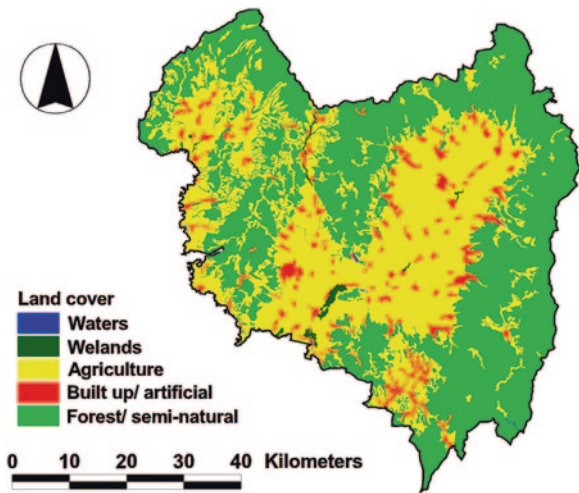 Land cover
Waters
Welands
Agriculture
Built up/ artificial
Forest/ semi-natural
0 10 20 30 40 Kilometers